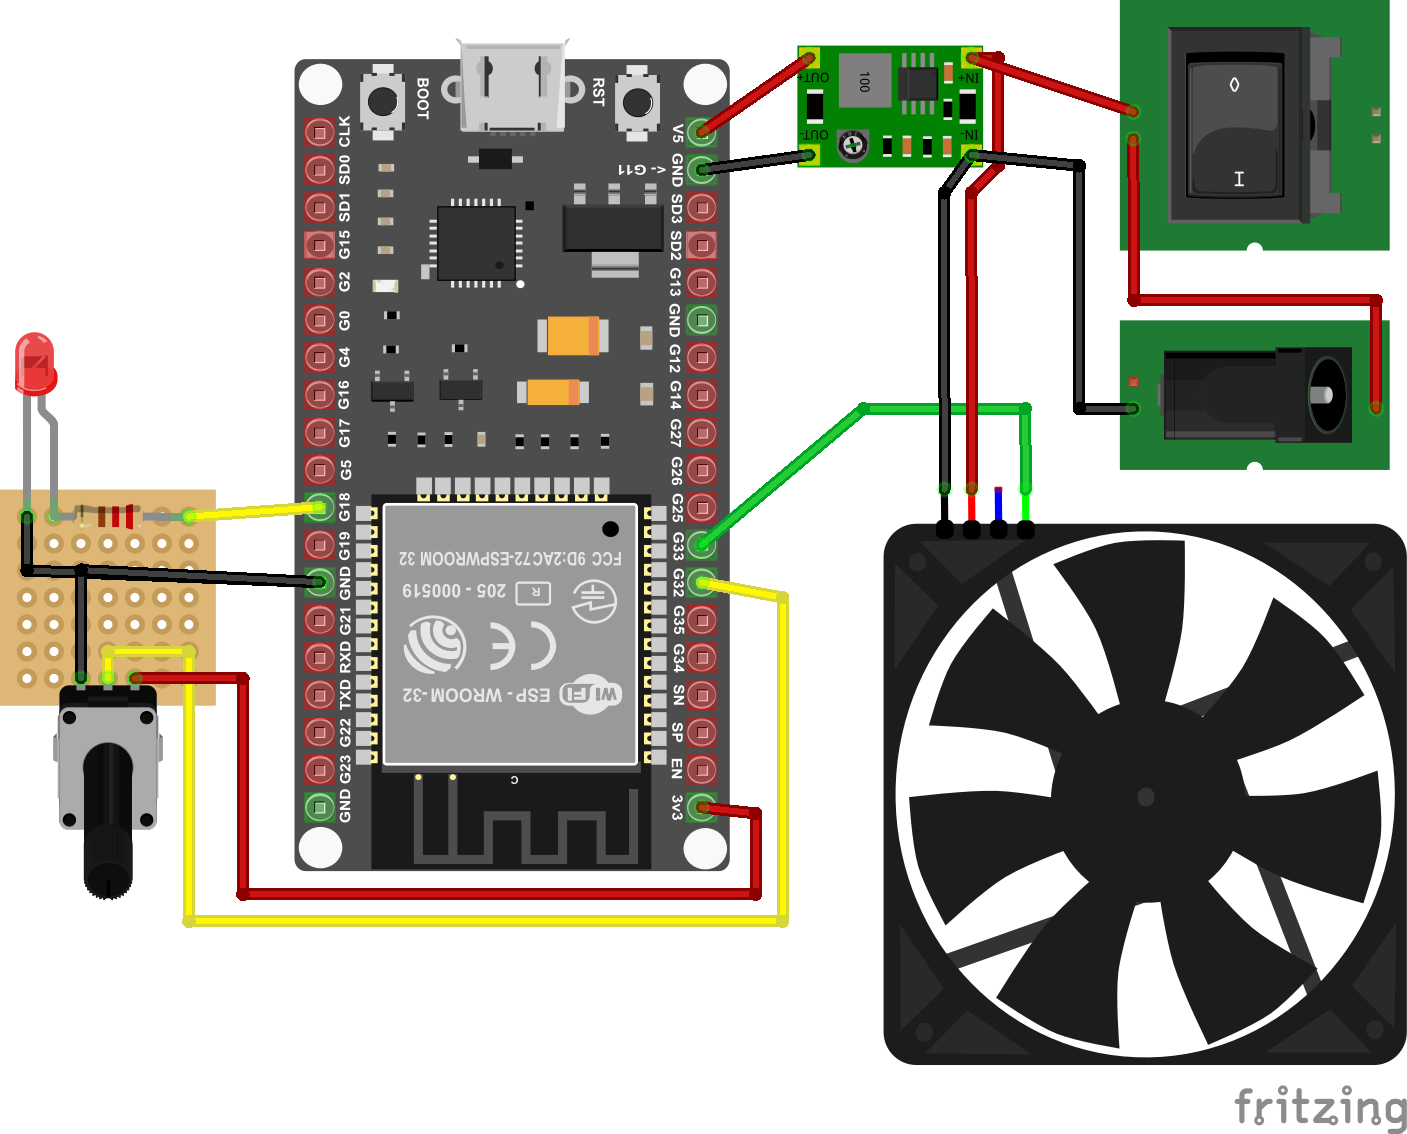 BOOT
RST
CLK
SD0
SD1
G15
G2
G0
G4
G16
G17
G5
G18
G19
GND
G21
RXD
TXD
G22
G23
GND
V5
GND
<- G11
SD3
SD2
G13
GND
G12
G14
G27
G26
G25
G33
G32
G35
G34
SN
SP
EN
3V3
FCC 9D:2AC72-ESPWROOM 32
205 - 000519
R
CE
ESP - WROOM-32
WiFi
C
OUT+
OUT-
100
IN+
IN-
O
I
fritzing